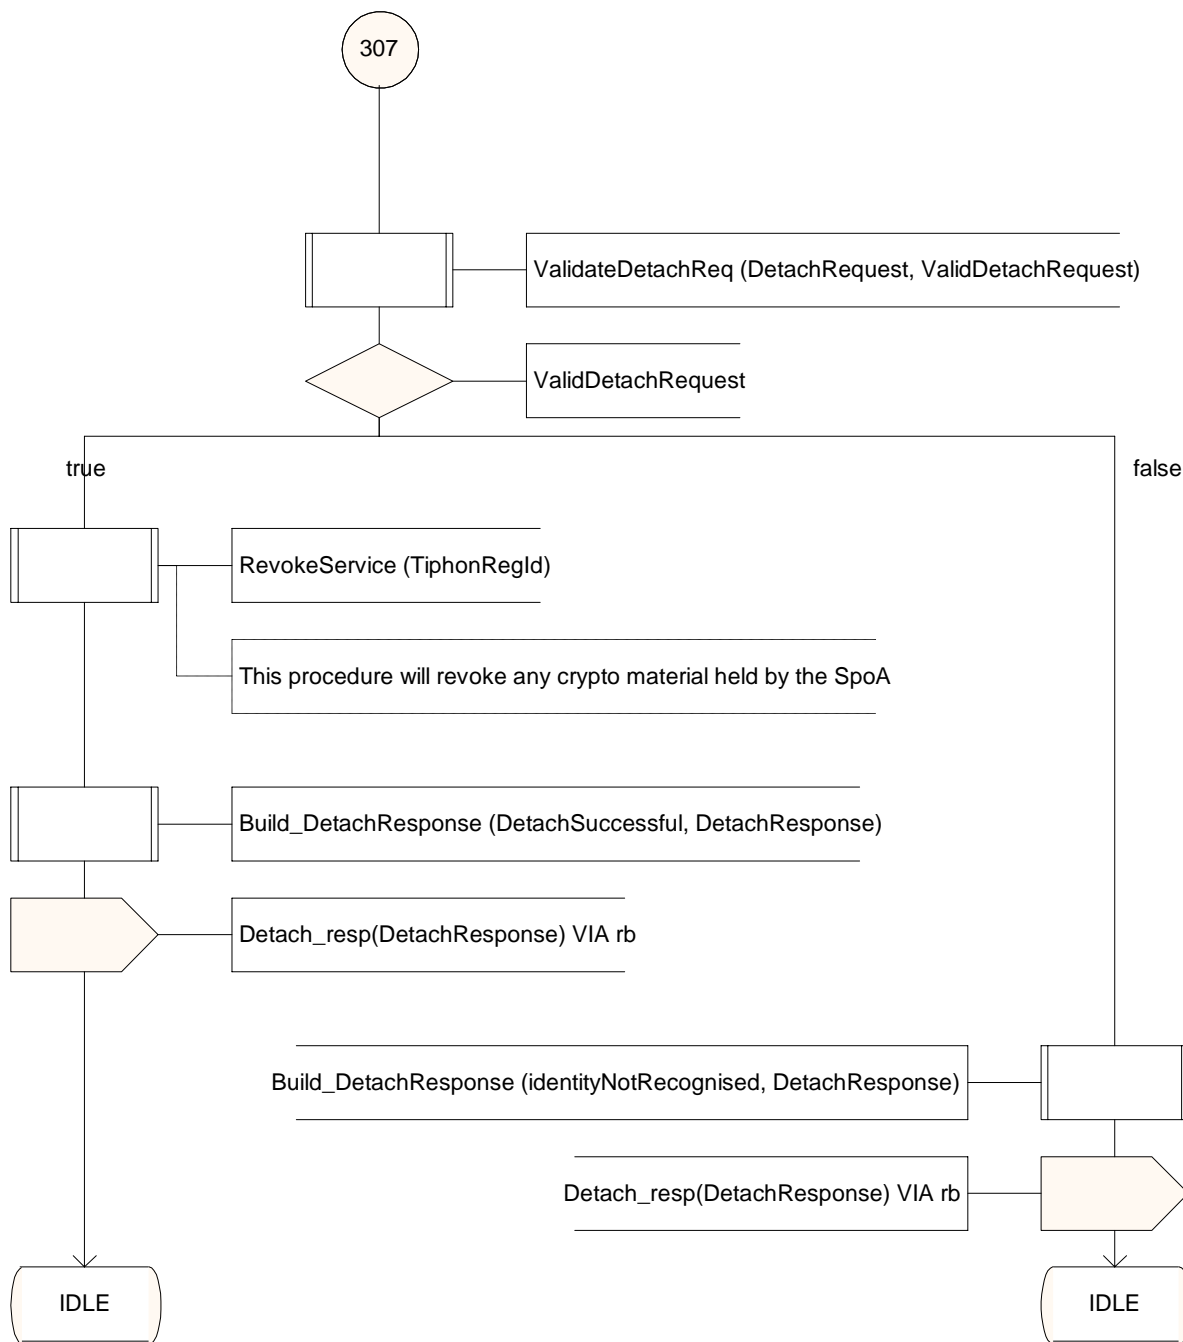 307
ValidateDetachReq (DetachRequest, ValidDetachRequest)
ValidDetachRequest
true
false
RevokeService (TiphonRegId)
This procedure will revoke any crypto material held by the SpoA
Build_DetachResponse (DetachSuccessful, DetachResponse)
Detach_resp(DetachResponse) VIA rb
Build_DetachResponse (identityNotRecognised, DetachResponse)
Detach_resp(DetachResponse) VIA rb
IDLE
IDLE